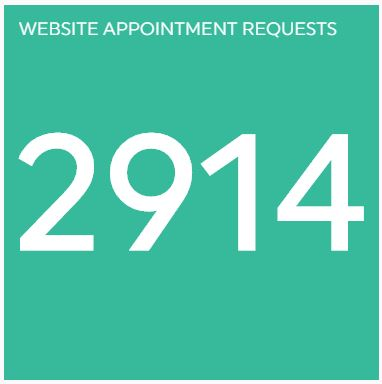 WEBSITE APPOINTMENT REQUESTS
2914